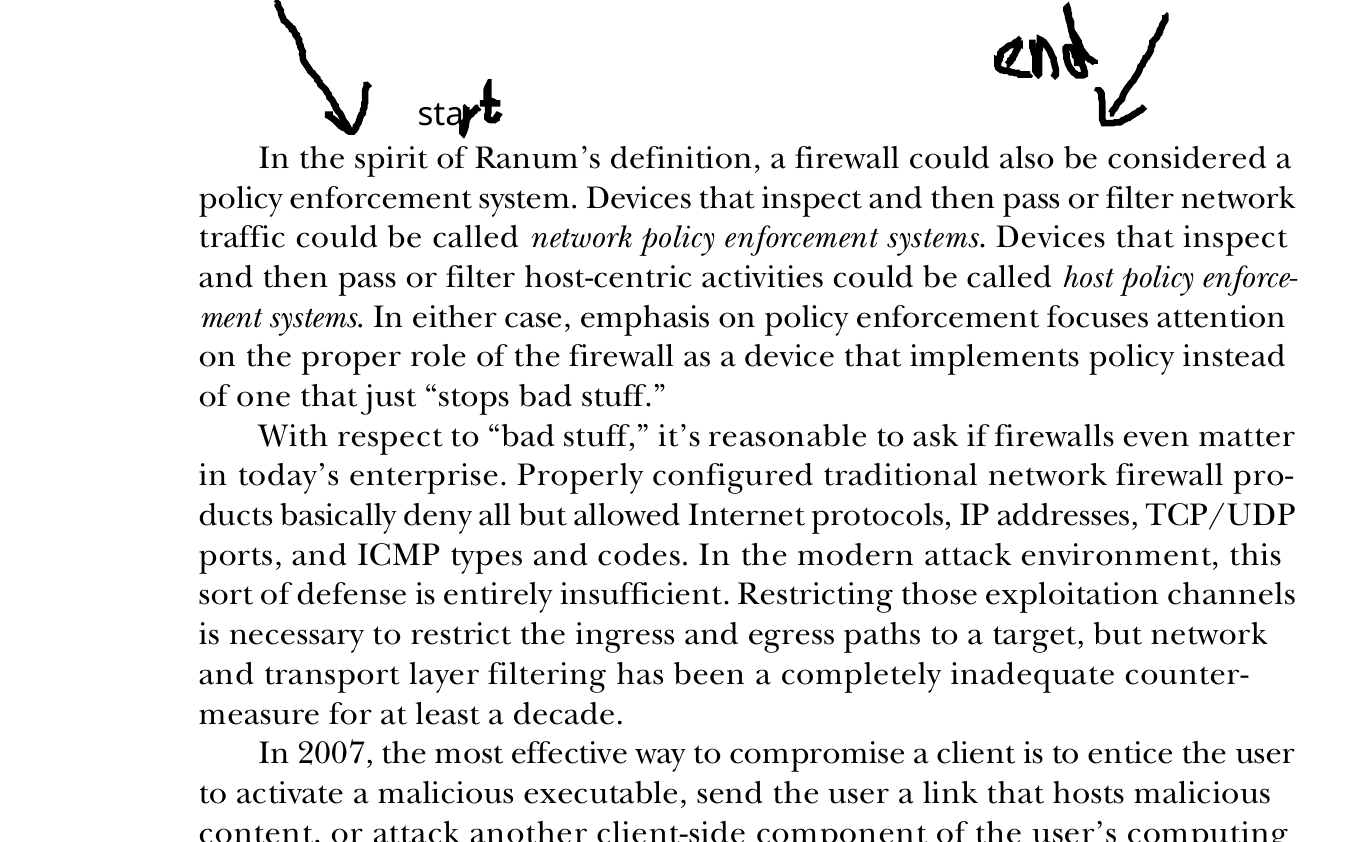 end
start
In the spirit of Ranum’s definition, a firewall could also be considered a
policy enforcement system. Devices that inspect and then pass or filter network
traffic could be called network policy enforcement systems. Devices that inspect
and then pass or filter host-centric activities could be called host policy enforce-
ment systems. In either case, emphasis on policy enforcement focuses attention
on the proper role of the firewall as a device that implements policy instead
of one that just “stops bad stuff.”
With respect to “bad stuff,” it’s reasonable to ask if firewalls even matter
in today’s enterprise. Properly configured traditional network firewall pro-
ducts basically deny all but allowed Internet protocols, IP addresses, TCP/UDP
ports, and ICMP types and codes. In the modern attack environment, this
sort of defense is entirely insufficient. Restricting those exploitation channels
is necessary to restrict the ingress and egress paths to a target, but network
and transport layer filtering has been a completely inadequate counter-
measure for at least a decade.
In 2007, the most effective way to compromise a client is to entice the user
to activate a malicious executable, send the user a link that hosts malicious
content, or attack another client-side component of the user’s computing